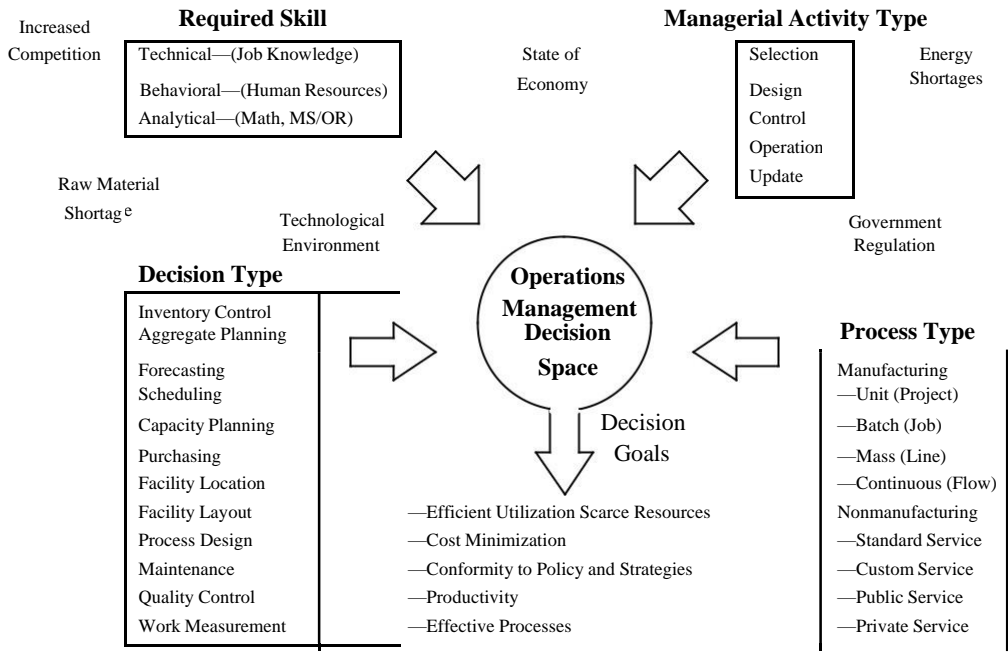 Required Skill
Managerial Activity Type
Increased
Competition
Technical—(Job Knowledge)
Behavioral—(Human Resources)
Analytical—(Math, MS/OR)
State of
Economy
Selection
Design
Control
Operation
Update
Energy
Shortages
Raw Material
Shortage
Technological
Environment
Government
Regulation
Decision Type
Inventory Control
Aggregate Planning
Forecasting
Scheduling
Capacity Planning
Purchasing
Facility Location
Facility Layout
Process Design
Maintenance
Quality Control
Work Measurement
Operations
Management
Decision
Space
Decision
Goals
—Efficient Utilization Scarce Resources
—Cost Minimization
—Conformity to Policy and Strategies
—Productivity
—Effective Processes
Process Type
Manufacturing
—Unit (Project)
—Batch (Job)
—Mass (Line)
—Continuous (Flow)
Nonmanufacturing
—Standard Service
—Custom Service
—Public Service
—Private Service